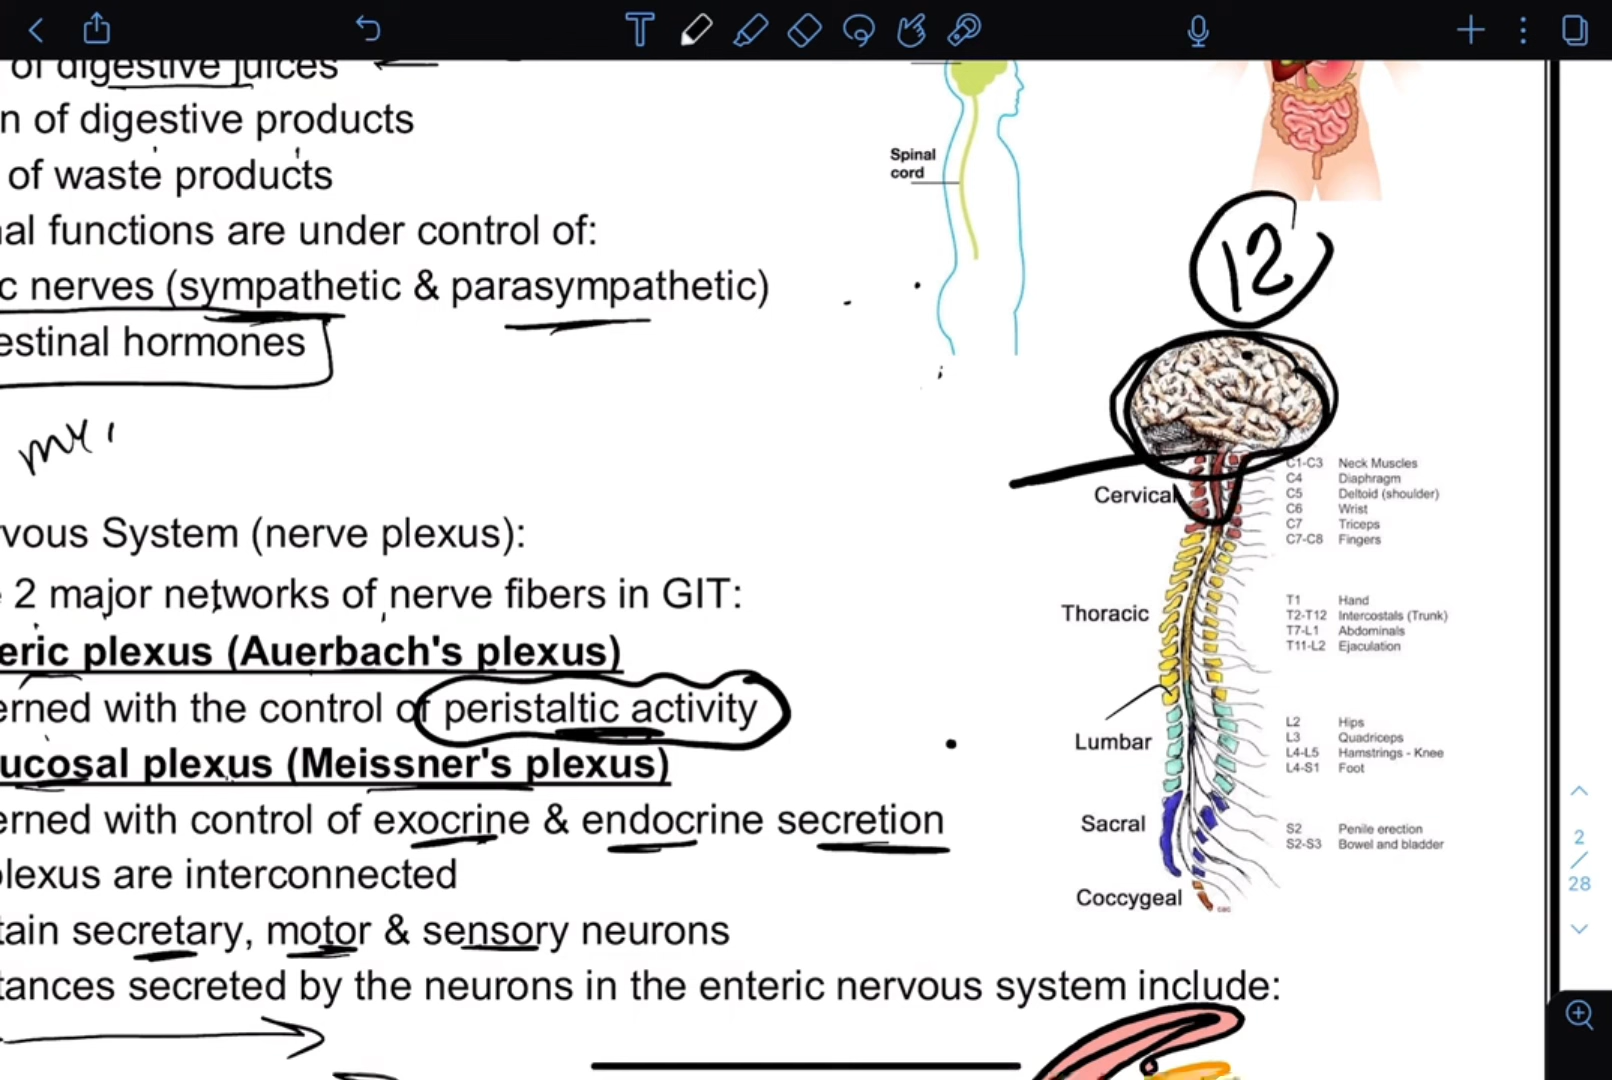 of digestive juices
n of digestive products
of waste products
nal functions are under control of:
c nerves (sympathetic & parasympathetic)
estinal hormones
rvous System (nerve plexus):
2 major networks of nerve fibers in GIT:
eric plexus (Auerbach's plexus)
erned with the control of peristaltic activity
ucosal plexus (Meissner's plexus)
erned with control of exocrine & endocrine secretion
plexus are interconnected
tain secretary, motor & sensory neurons
tances secreted by the neurons in the enteric nervous system include:
Spinal
cord
12
Cervical
C1-C3 Neck Muscles
C4 Diaphragm
C5 Deltoid (shoulder)
C6 Wrist
C7 Triceps
C7-C8 Fingers
Thoracic
T1 Hand
T2-T12 Intercostals (Trunk)
T7-L1 Abdominals
T11-L2 Ejaculation
Lumbar
L2 Hips
L3 Quadriceps
L4-L5 Hamstrings - Knee
L4-S1 Foot
Sacral
S2 Penile erection
S2-S3 Bowel and bladder
Coccygeal
2
/
28